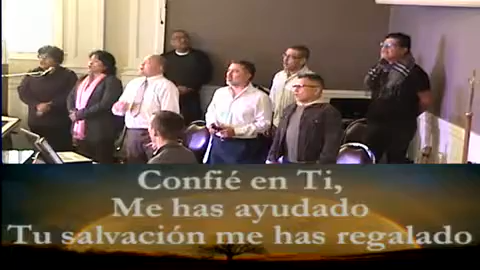 Confié en Ti,
Me has ayudado
Tu salvación me has regalado